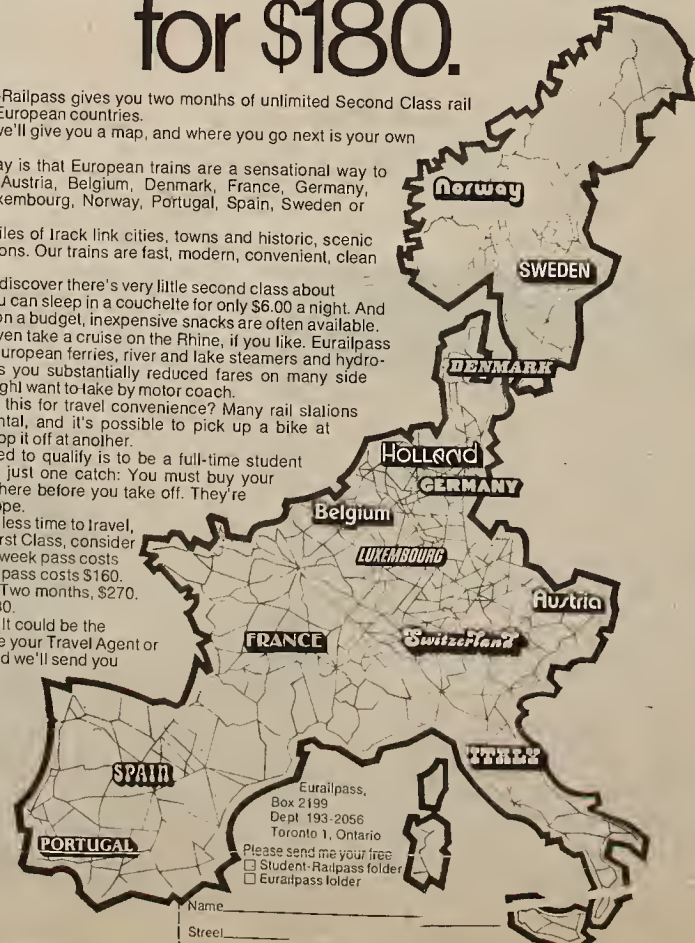 for $180.
-Railpass gives you two months of unlimited Second Class rail
European countries.
we'll give you a map, and where you go next is your own
ay is that European trains are a sensational way to
Austria, Belgium, Denmark, France, Germany,
xembourg, Norway, Portugal, Spain, Sweden or
iles of Irack link cities, towns and historic, scenic
ons. Our trains are fast, modern, convenient, clean
discover there's very little second class about
u can sleep in a couchette for only $6.00 a night. And
on a budget, inexpensive snacks are often available.
ven take a cruise on the Rhine, if you like. Eurailpass
uropean ferries, river and lake steamers and hydro-
s you substantially reduced fares on many side
ght want to take by motor coach.
this for travel convenience? Many rail stations
ntal, and it's possible to pick up a bike at
op it off at another.
ed to qualify is to be a full-time student
just one catch: You must buy your
here before you take off. They're
pe.
less time to travel,
rst Class, consider
week pass costs
pass costs $160.
Two months, $270.
30.
It could be the
e your Travel Agent or
d we'll send you
Norway
SWEDEN
DENMARK
HOLLAND
GERMANY
Belgium
LUXEMBOURG
Austria
FRANCE
Switzerland
ITALY
SPAIN
PORTUGAL
Eurailpass,
Box 2199
Dept 193-2056
Toronto 1, Ontario
Please send me your free
☐ Student-Railpass folder
☐ Eurailpass folder
Name
Street